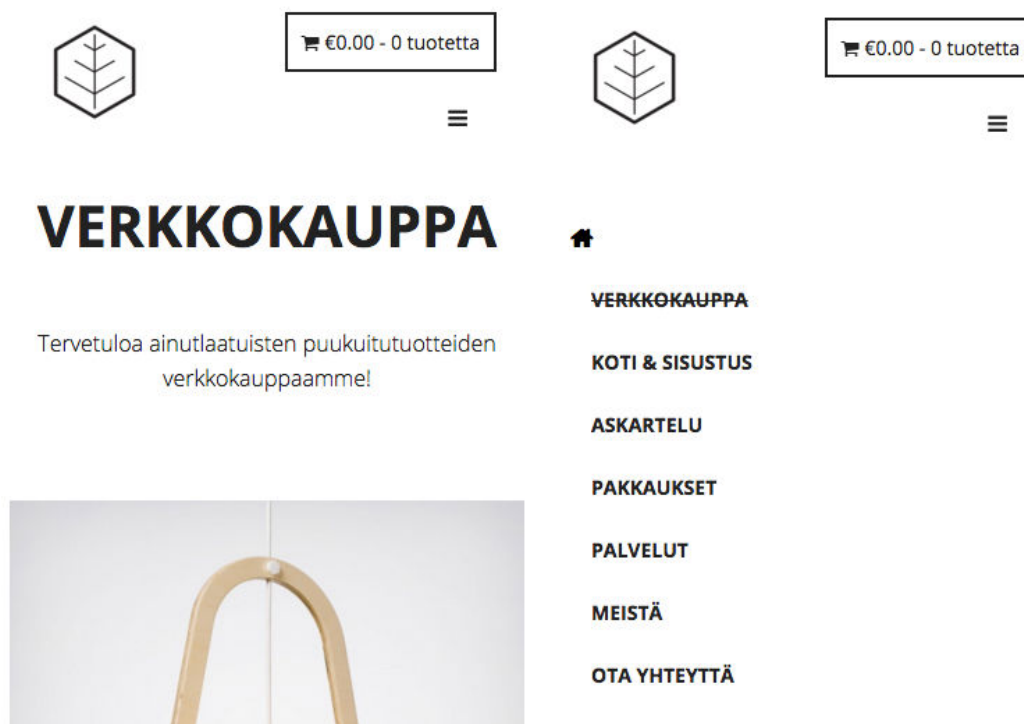 €0.00 - 0 tuotetta
VERKKOKAUPPA
Tervetuloa ainutlaatuisten puukuitutuotteiden
verkkokauppaamme!
€0.00 - 0 tuotetta
VERKKOKAUPPA
KOTI & SISUSTUS
ASKARTELU
PAKKAUKSET
PALVELUT
MEISTÄ
OTA YHTEYTTÄ